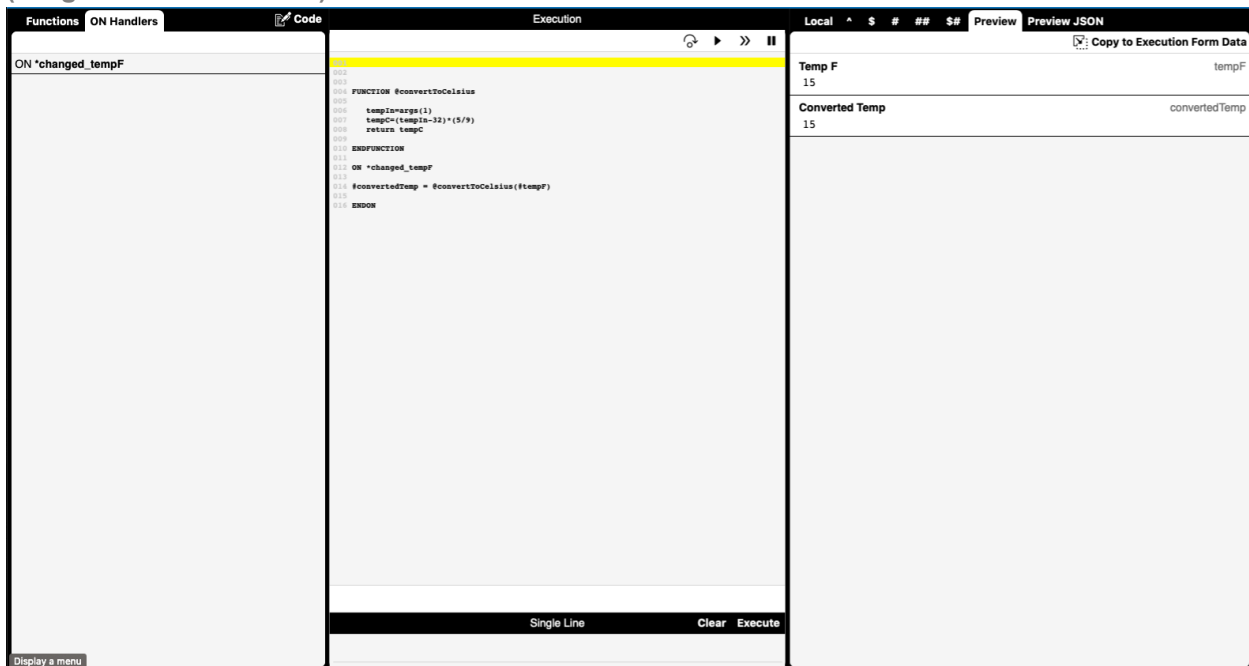 Functions ON Handlers Code
ON *changed_tempF
Display a menu
Execution
001
002
003
004 FUNCTION @convertToCelsius
005
006 tempIn=args(1)
007 tempC=(tempIn-32)*(5/9)
008 return tempC
009
010 ENDFUNCTION
011
012 ON *changed_tempF
013
014 #convertedTemp = @convertToCelsius(#tempF)
015
016 ENDON
Single Line Clear Execute
Local ^ $ # ## $# Preview Preview JSON
Copy to Execution Form Data
Temp F tempF
15
Converted Temp convertedTemp
15